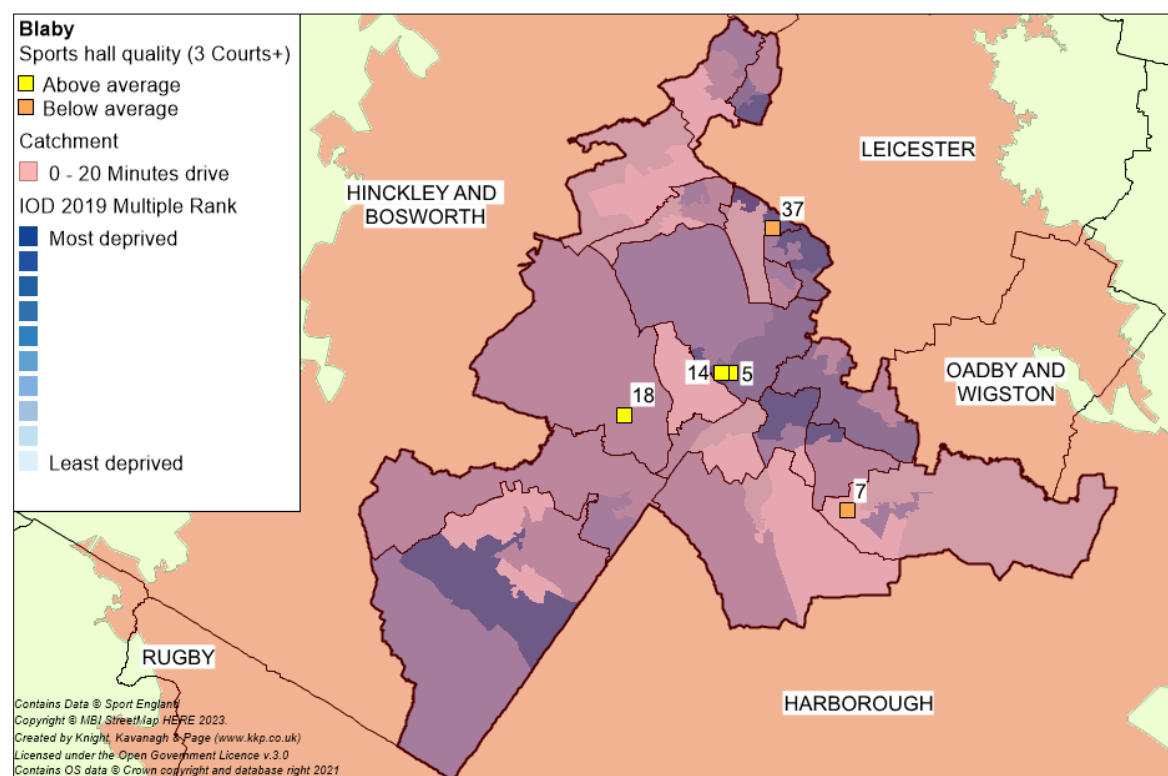 Blaby
Sports hall quality (3 Courts+)
Above average
Below average
Catchment
0 - 20 Minutes drive
IOD 2019 Multiple Rank
Most deprived
Least deprived
LEICESTER
HINCKLEY AND
BOSWORTH
37
OADBY AND
WIGSTON
14
5
18
7
RUGBY
HARBOROUGH
Contains Data © Sport England
Copyright © MBI StreetMap HERE 2023.
Created by Knight, Kavanagh & Page (www.kkp.co.uk)
Licensed under the Open Government Licence v.3.0
Contains OS data © Crown copyright and database right 2021